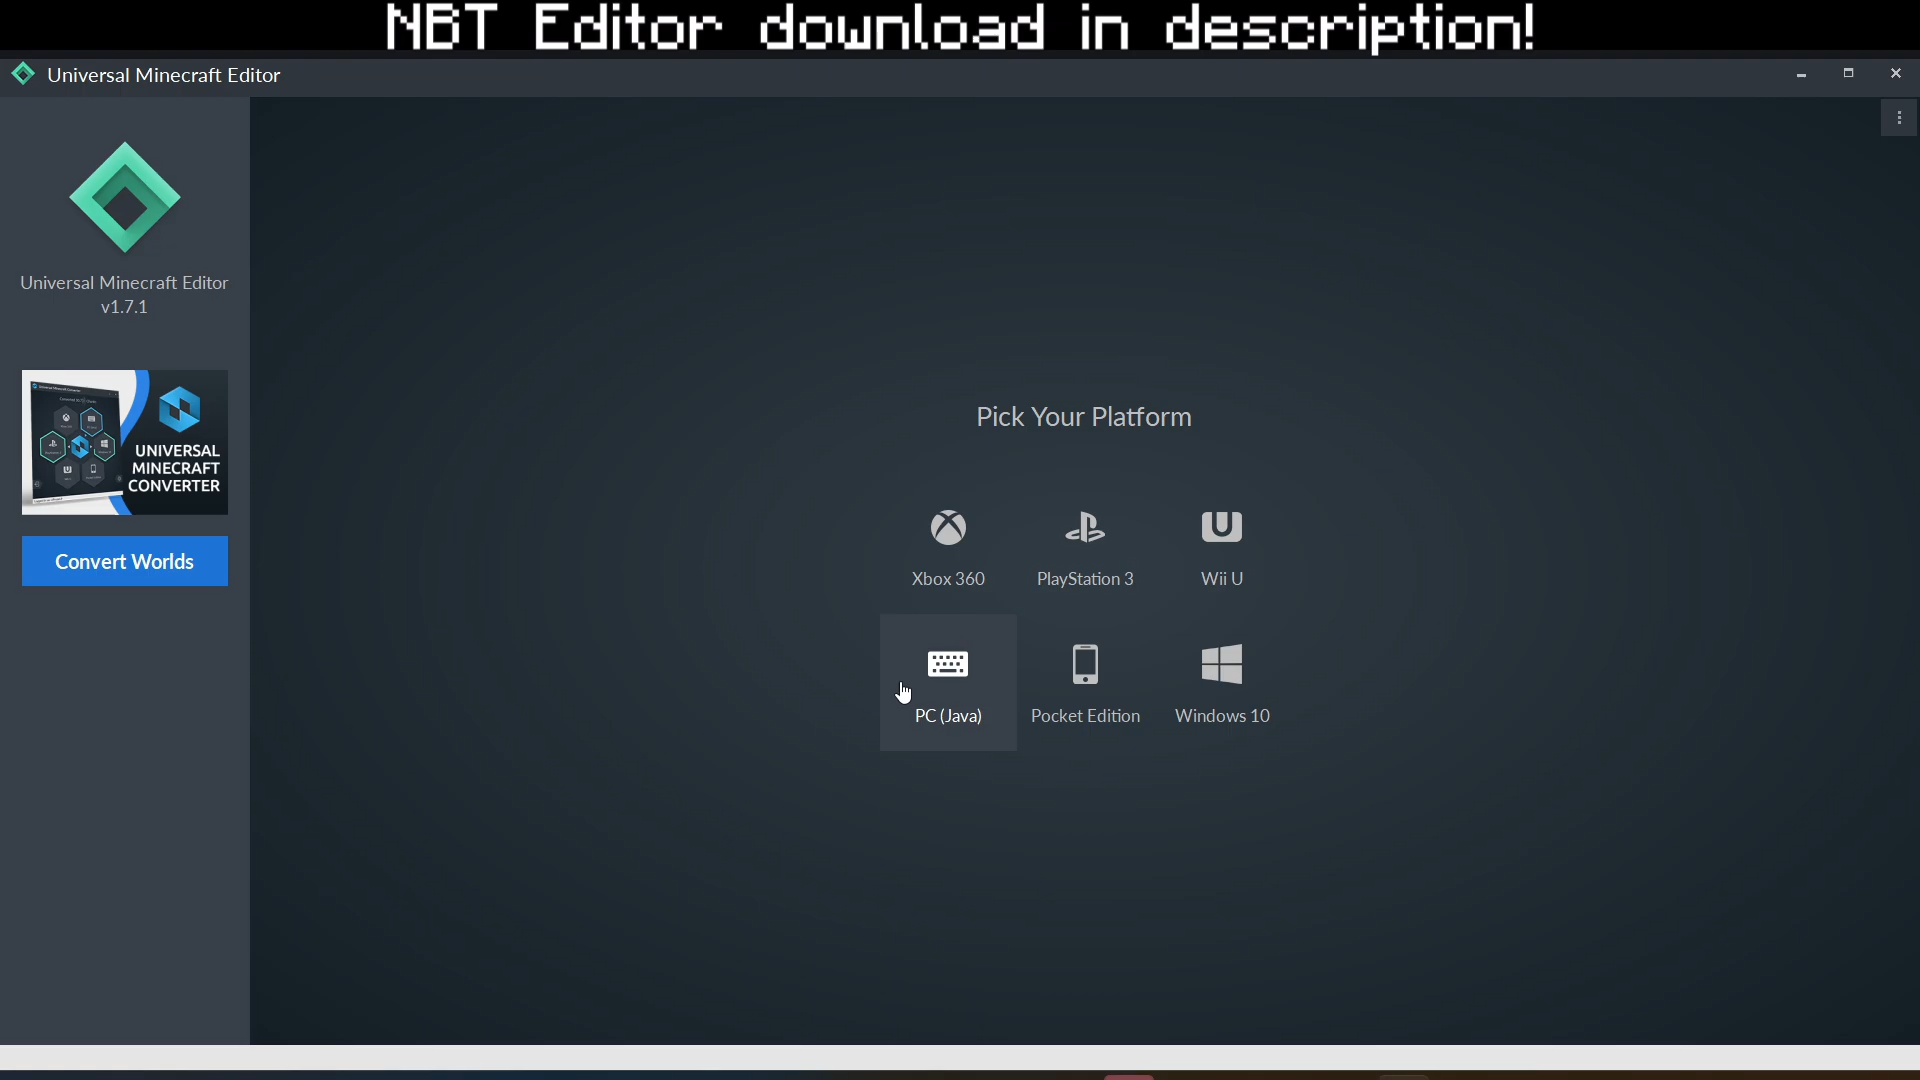 NBT Editor download in description!
Universal Minecraft Editor
Universal Minecraft Editor
v1.7.1
UNIVERSAL
MINECRAFT
CONVERTER
Convert Worlds
Pick Your Platform
Xbox 360
PlayStation 3
Wii U
PC (Java)
Pocket Edition
Windows 10